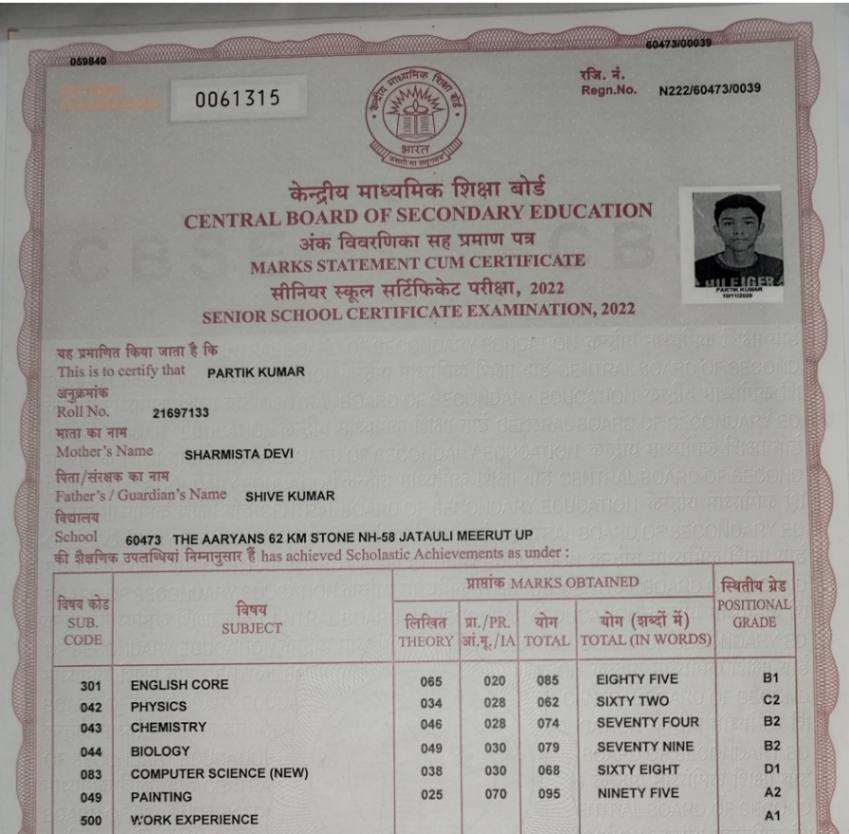 60473/00039
059840
0061315
रजि. नं.
Regn.No. N222/60473/0039
केन्द्रीय माध्यमिक शिक्षा बोर्ड
भारत
केन्द्रीय माध्यमिक शिक्षा बोर्ड
CENTRAL BOARD OF SECONDARY EDUCATION
अंक विवरणिका सह प्रमाण पत्र
MARKS STATEMENT CUM CERTIFICATE
सीनियर स्कूल सर्टिफिकेट परीक्षा, 2022
SENIOR SCHOOL CERTIFICATE EXAMINATION, 2022
HILFIGER
PARTIK KUMAR
यह प्रमाणित किया जाता है कि
This is to certify that PARTIK KUMAR
अनुक्रमांक
Roll No. 21697133
माता का नाम
Mother's Name SHARMISTA DEVI
पिता/संरक्षक का नाम
Father's / Guardian's Name SHIVE KUMAR
विद्यालय
School 60473 THE AARYANS 62 KM STONE NH-58 JATAULI MEERUT UP
की शैक्षणिक उपलब्धियां निम्नानुसार हैं has achieved Scholastic Achievements as under :
विषय कोड SUB. CODE
विषय SUBJECT
प्राप्तांक MARKS OBTAINED
स्थितीय ग्रेड POSITIONAL GRADE
लिखित THEORY
प्रा./PR. आं.मू./IA
योग TOTAL
योग (शब्दों में) TOTAL (IN WORDS)
301 ENGLISH CORE 065 020 085 EIGHTY FIVE B1
042 PHYSICS 034 028 062 SIXTY TWO C2
043 CHEMISTRY 046 028 074 SEVENTY FOUR B2
044 BIOLOGY 049 030 079 SEVENTY NINE B2
083 COMPUTER SCIENCE (NEW) 038 030 068 SIXTY EIGHT D1
049 PAINTING 025 070 095 NINETY FIVE A2
500 WORK EXPERIENCE A1